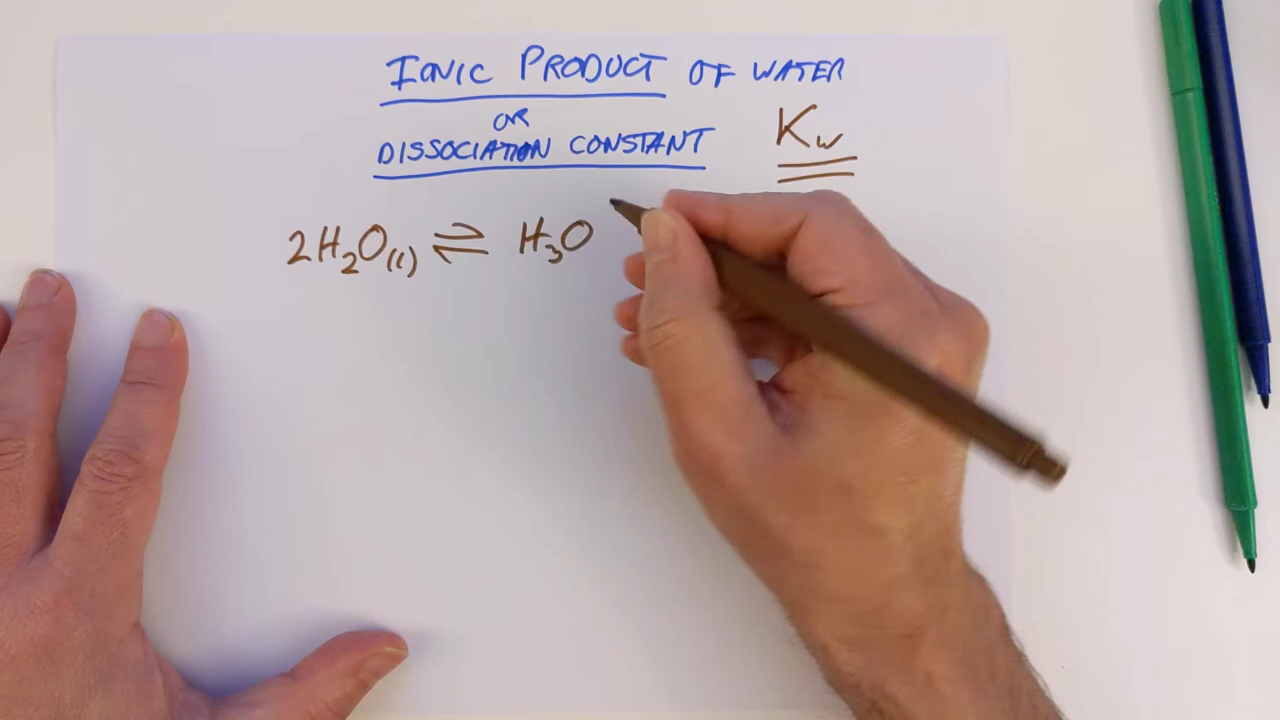 IONIC PRODUCT OF WATER
OR
DISSOCIATION CONSTANT Kw
2H₂O(l) ⇌ H₃O